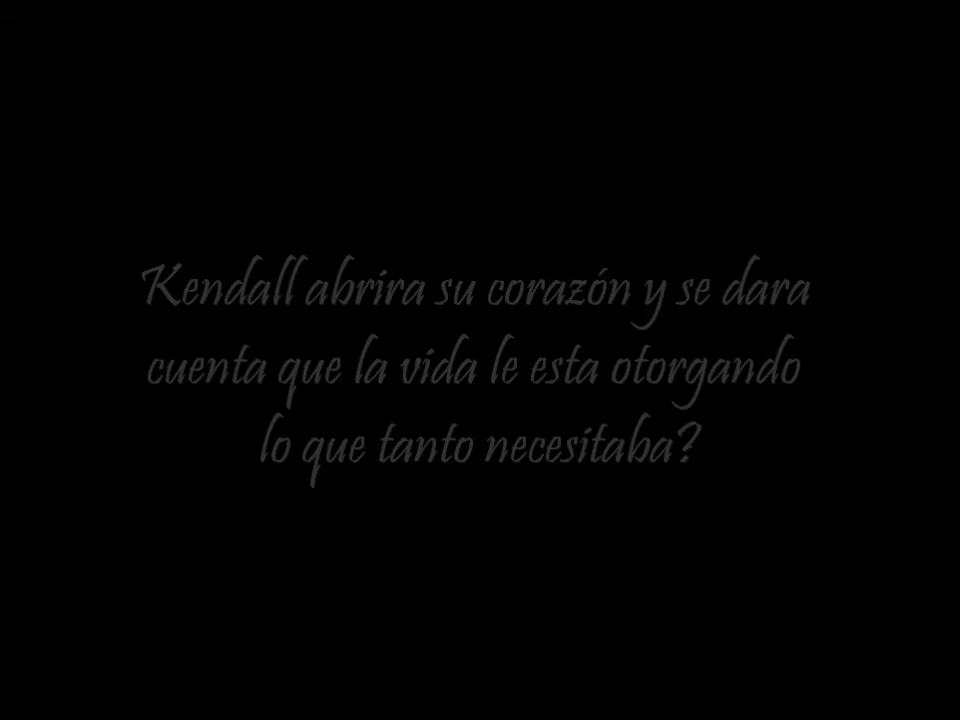 Kendall abrira su corazón y se dara
cuenta que la vida le esta otorgando
lo que tanto necesitaba?